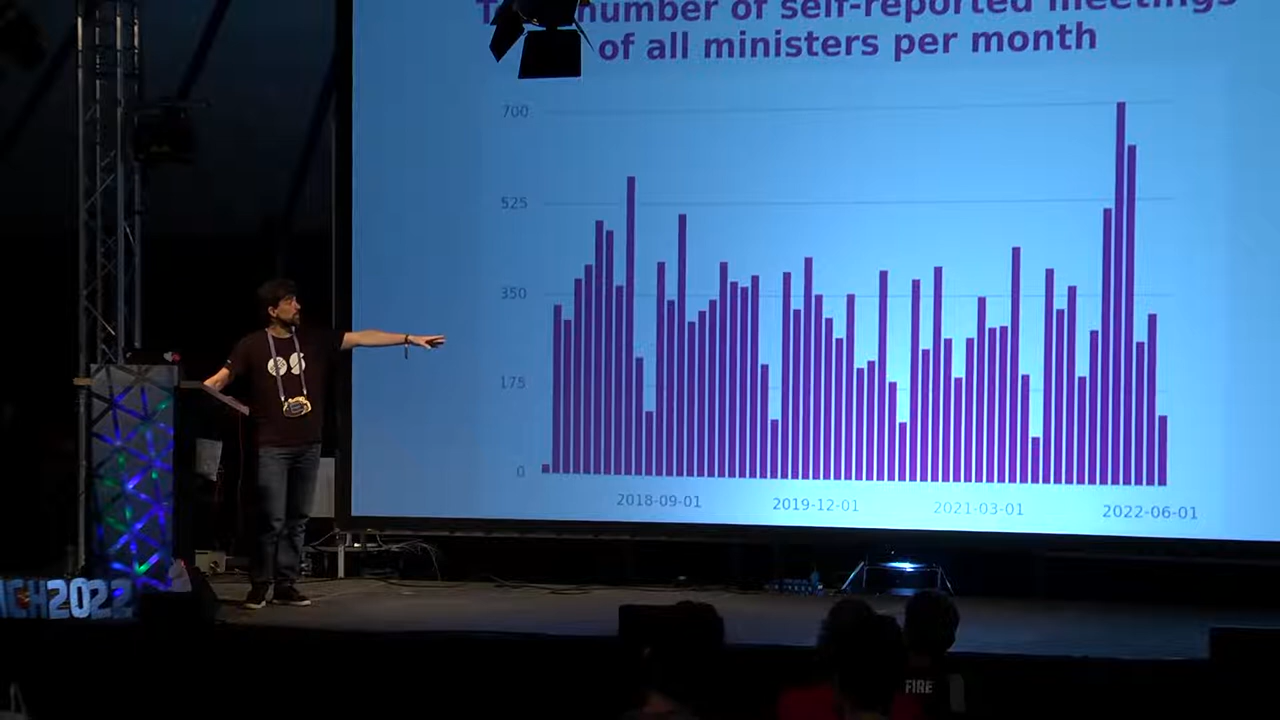 number of self-reported meetings
of all ministers per month
700
525
350
175
0
2018-09-01
2019-12-01
2021-03-01
2022-06-01
CH2022
FIRE